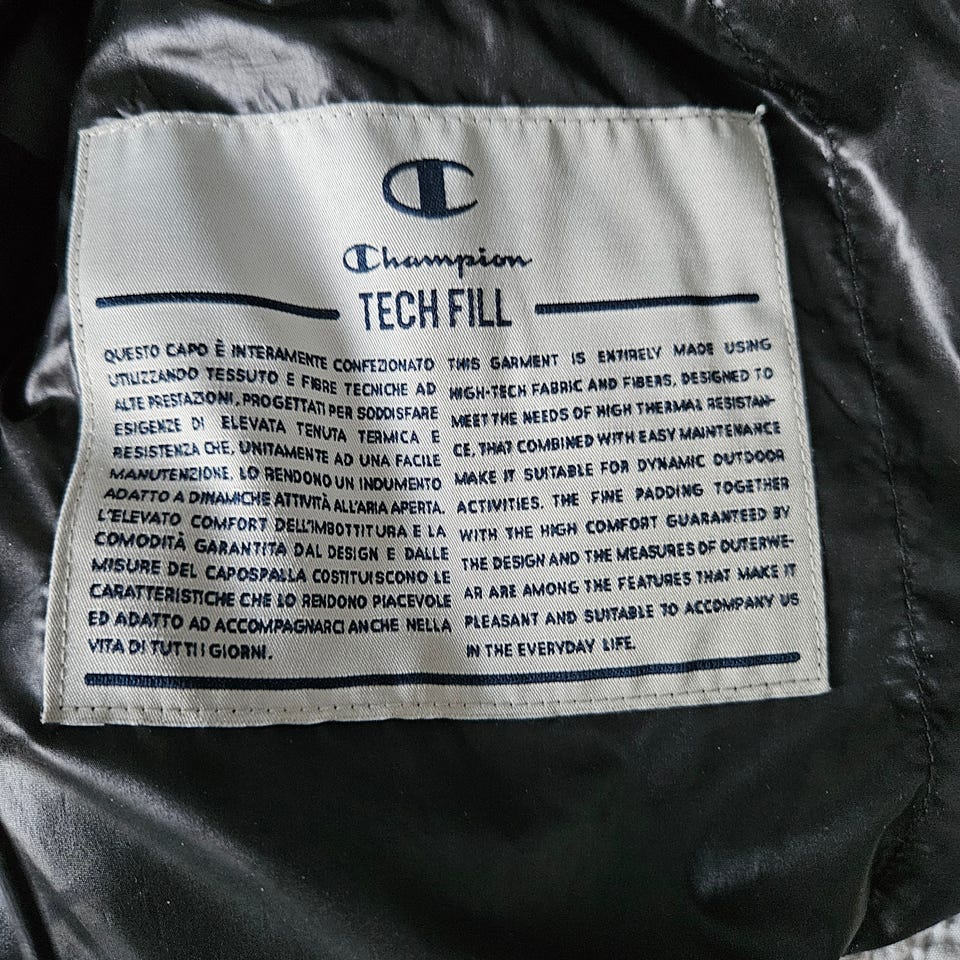 Champion
TECH FILL
QUESTO CAPO È INTERAMENTE CONFEZIONATO
UTILIZZANDO TESSUTO E FIBRE TECNICHE AD
ALTE PRESTAZIONI, PROGETTATI PER SODDISFARE
ESIGENZE DI ELEVATA TENUTA TERMICA E
RESISTENZA CHE, UNITAMENTE AD UNA FACILE
MANUTENZIONE, LO RENDONO UN INDUMENTO
ADATTO A DINAMICHE ATTIVITÀ ALL'ARIA APERTA.
L'ELEVATO COMFORT DELL'IMBOTTITURA E LA
COMODITÀ GARANTITA DAL DESIGN E DALLE
MISURE DEL CAPOSPALLA COSTITUISCONO LE
CARATTERISTICHE CHE LO RENDONO PIACEVOLE
ED ADATTO AD ACCOMPAGNARCI ANCHE NELLA
VITA DI TUTTI I GIORNI.
THIS GARMENT IS ENTIRELY MADE USING
HIGH-TECH FABRIC AND FIBERS, DESIGNED TO
MEET THE NEEDS OF HIGH THERMAL RESISTAN-
CE, THAT COMBINED WITH EASY MAINTENANCE
MAKE IT SUITABLE FOR DYNAMIC OUTDOOR
ACTIVITIES. THE FINE PADDING TOGETHER
WITH THE HIGH COMFORT GUARANTEED BY
THE DESIGN AND THE MEASURES OF OUTERWE-
AR ARE AMONG THE FEATURES THAT MAKE IT
PLEASANT AND SUITABLE TO ACCOMPANY US
IN THE EVERYDAY LIFE.